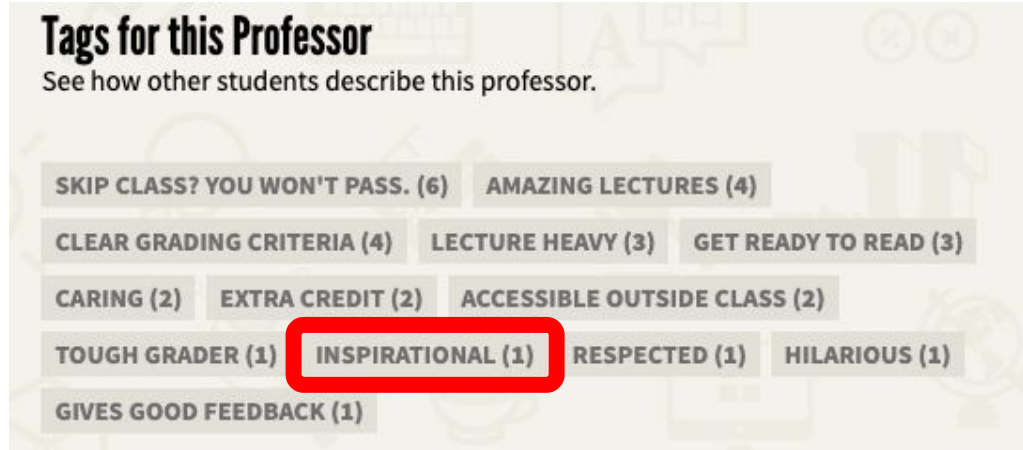 Tags for this Professor
See how other students describe this professor.
SKIP CLASS? YOU WON'T PASS. (6) AMAZING LECTURES (4)
CLEAR GRADING CRITERIA (4) LECTURE HEAVY (3) GET READY TO READ (3)
CARING (2) EXTRA CREDIT (2) ACCESSIBLE OUTSIDE CLASS (2)
TOUGH GRADER (1) INSPIRATIONAL (1) RESPECTED (1) HILARIOUS (1)
GIVES GOOD FEEDBACK (1)